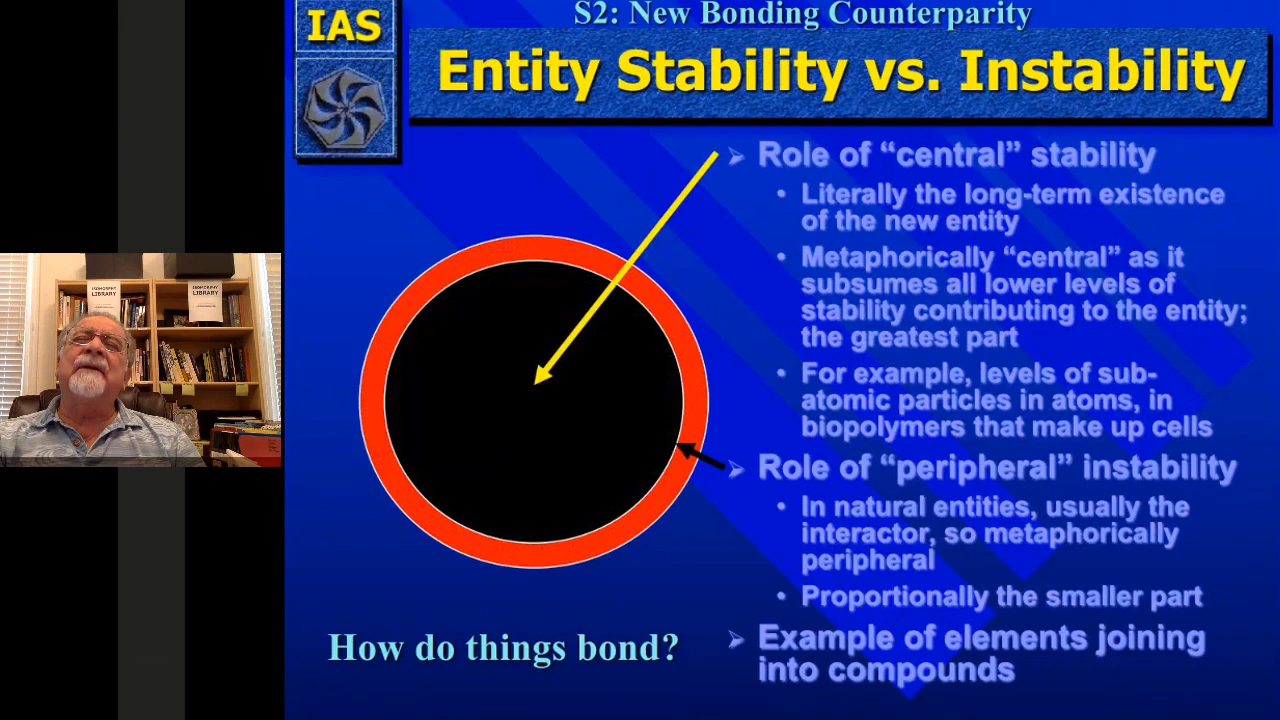 S2: New Bonding Counterparity
IAS
Entity Stability vs. Instability
Role of “central” stability
Literally the long-term existence
of the new entity
Metaphorically “central” as it
subsumes all lower levels of
stability contributing to the entity;
the greatest part
For example, levels of sub-
atomic particles in atoms, in
biopolymers that make up cells
Role of “peripheral” instability
In natural entities, usually the
interactor, so metaphorically
peripheral
Proportionally the smaller part
Example of elements joining
into compounds
How do things bond?
ISOMORPHY
LIBRARY
ISOMORPHY
LIBRARY